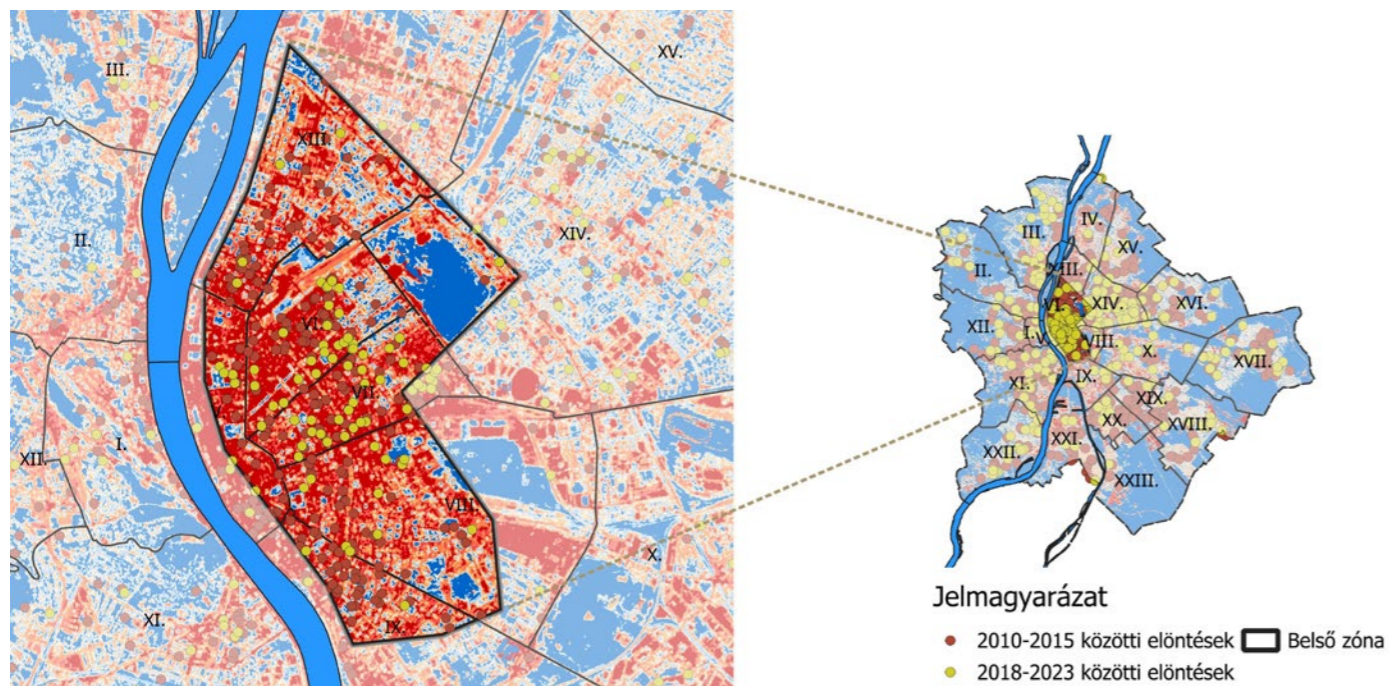 XV.
III.
XIII.
XIV.
II.
VI.
VII.
I.
XII.
VIII.
X.
XI.
IX.
IV.
III.
XV.
II.
XIII.
XIV.
XVI.
VI.
XII.
I.
V.
VIII.
X.
XVII.
XI.
IX.
XIX.
XX.
XVIII.
XXI.
XXII.
XXIII.
Jelmagyarázat
2010-2015 közötti elöntések Belső zóna
2018-2023 közötti elöntések